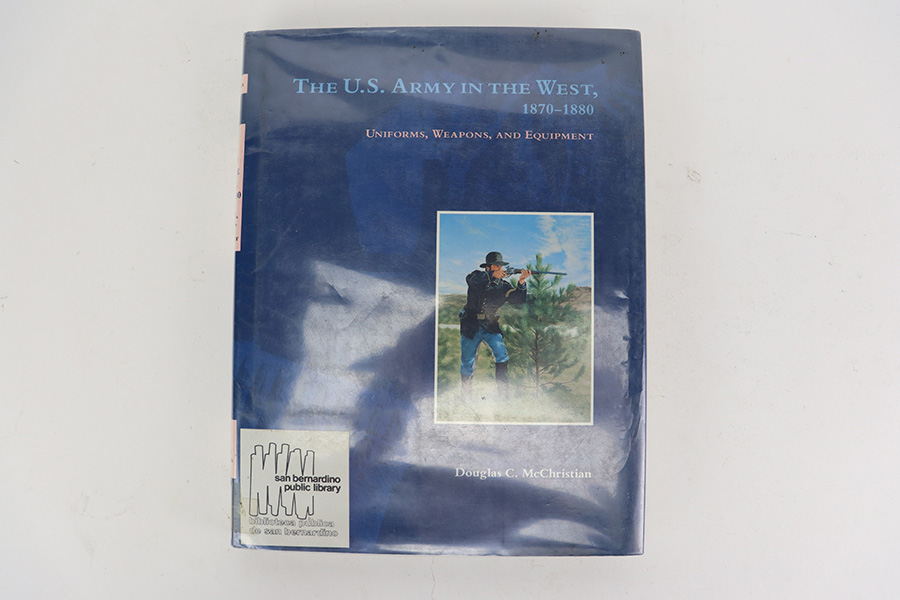 THE U.S. ARMY IN THE WEST,
1870–1880
UNIFORMS, WEAPONS, AND EQUIPMENT
Douglas C. McChristian
san bernardino
public library
biblioteca pública
de san bernardino